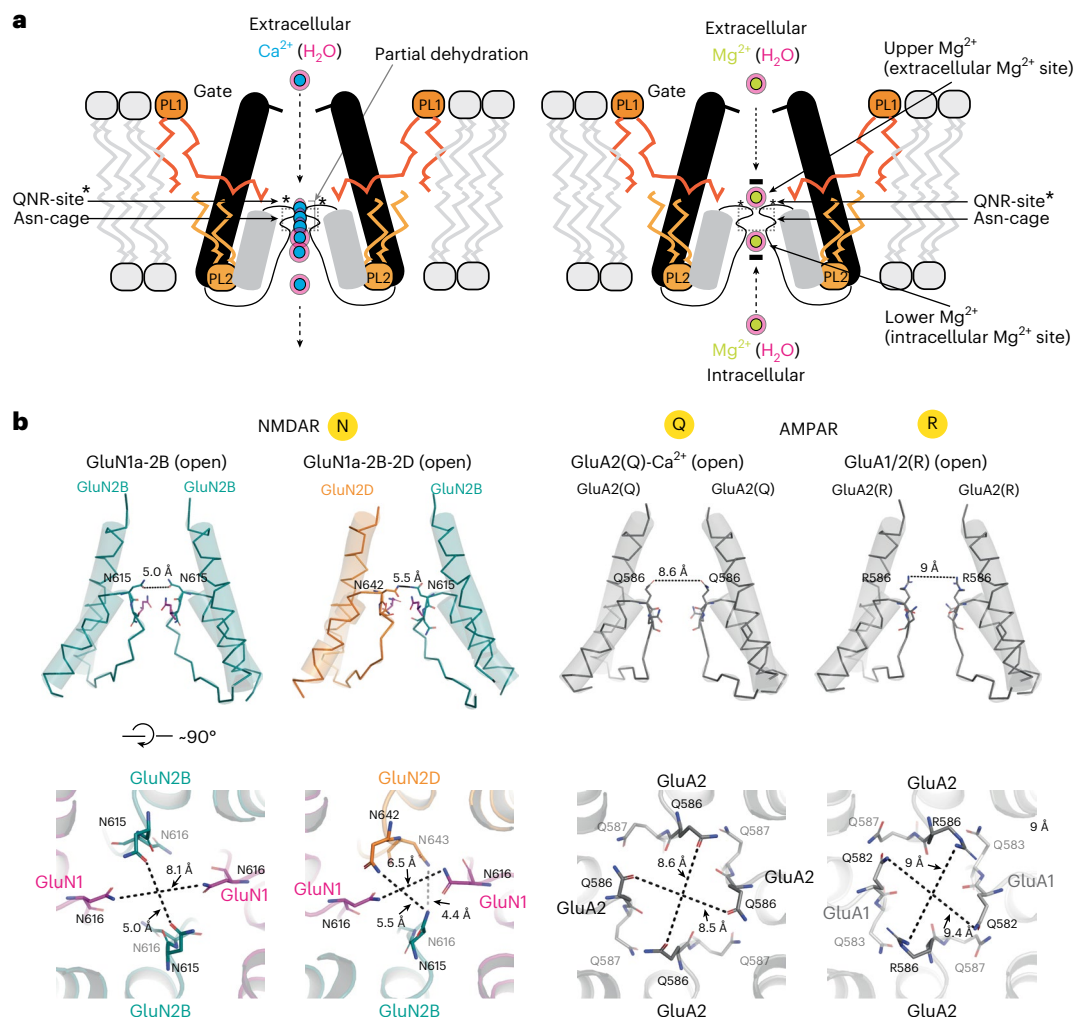 a
Extracellular
Ca²⁺ (H₂O)
Partial dehydration
PL1
Gate
PL1
QNR-site*
Asn-cage
*
*
PL2
PL2
Extracellular
Mg²⁺ (H₂O)
Upper Mg²⁺
(extracellular Mg²⁺ site)
PL1
Gate
PL1
QNR-site*
Asn-cage
*
*
PL2
PL2
Lower Mg²⁺
(intracellular Mg²⁺ site)
Mg²⁺ (H₂O)
Intracellular
b
NMDAR N
Q AMPAR R
GluN1a-2B (open)
GluN1a-2B-2D (open)
GluA2(Q)-Ca²⁺ (open)
GluA1/2(R) (open)
GluN2B GluN2B
GluN2D GluN2B
GluA2(Q) GluA2(Q)
GluA2(R) GluA2(R)
N615 5.0 Å N615
N642 5.5 Å N615
Q586 8.6 Å Q586
R586 9 Å R586
~90°
GluN2B
N615
N616
8.1 Å
GluN1
GluN1
N616
N616
5.0 Å
N616
N615
GluN2B
GluN2D
N642
N643
6.5 Å
N616
GluN1
GluN1
N616
5.5 Å
4.4 Å
N616
N615
GluN2B
GluA2
Q586
Q587
Q587
8.6 Å
Q586
GluA2
GluA2
Q586
8.5 Å
Q587
Q587
Q586
GluA2
GluA2
R586
9 Å
Q587
Q583
Q582
9 Å
GluA1
GluA1
Q583
9.4 Å
Q582
R586
Q587
GluA2